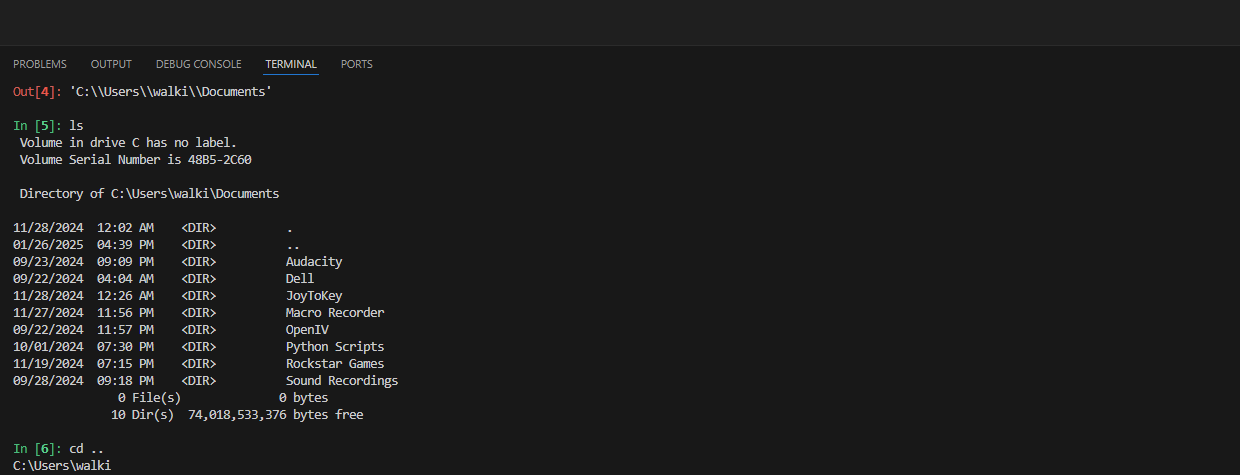 PROBLEMS OUTPUT DEBUG CONSOLE TERMINAL PORTS
Out[4]: 'C:\\Users\\walki\\Documents'
In [5]: ls
Volume in drive C has no label.
Volume Serial Number is 48B5-2C60
Directory of C:\Users\walki\Documents
11/28/2024  12:02 AM    <DIR>          .
01/26/2025  04:39 PM    <DIR>          ..
09/23/2024  09:09 PM    <DIR>          Audacity
09/22/2024  04:04 AM    <DIR>          Dell
11/28/2024  12:26 AM    <DIR>          JoyToKey
11/27/2024  11:56 PM    <DIR>          Macro Recorder
09/22/2024  11:57 PM    <DIR>          OpenIV
10/01/2024  07:30 PM    <DIR>          Python Scripts
11/19/2024  07:15 PM    <DIR>          Rockstar Games
09/28/2024  09:18 PM    <DIR>          Sound Recordings
0 File(s)              0 bytes
10 Dir(s)  74,018,533,376 bytes free
In [6]: cd ..
C:\Users\walki